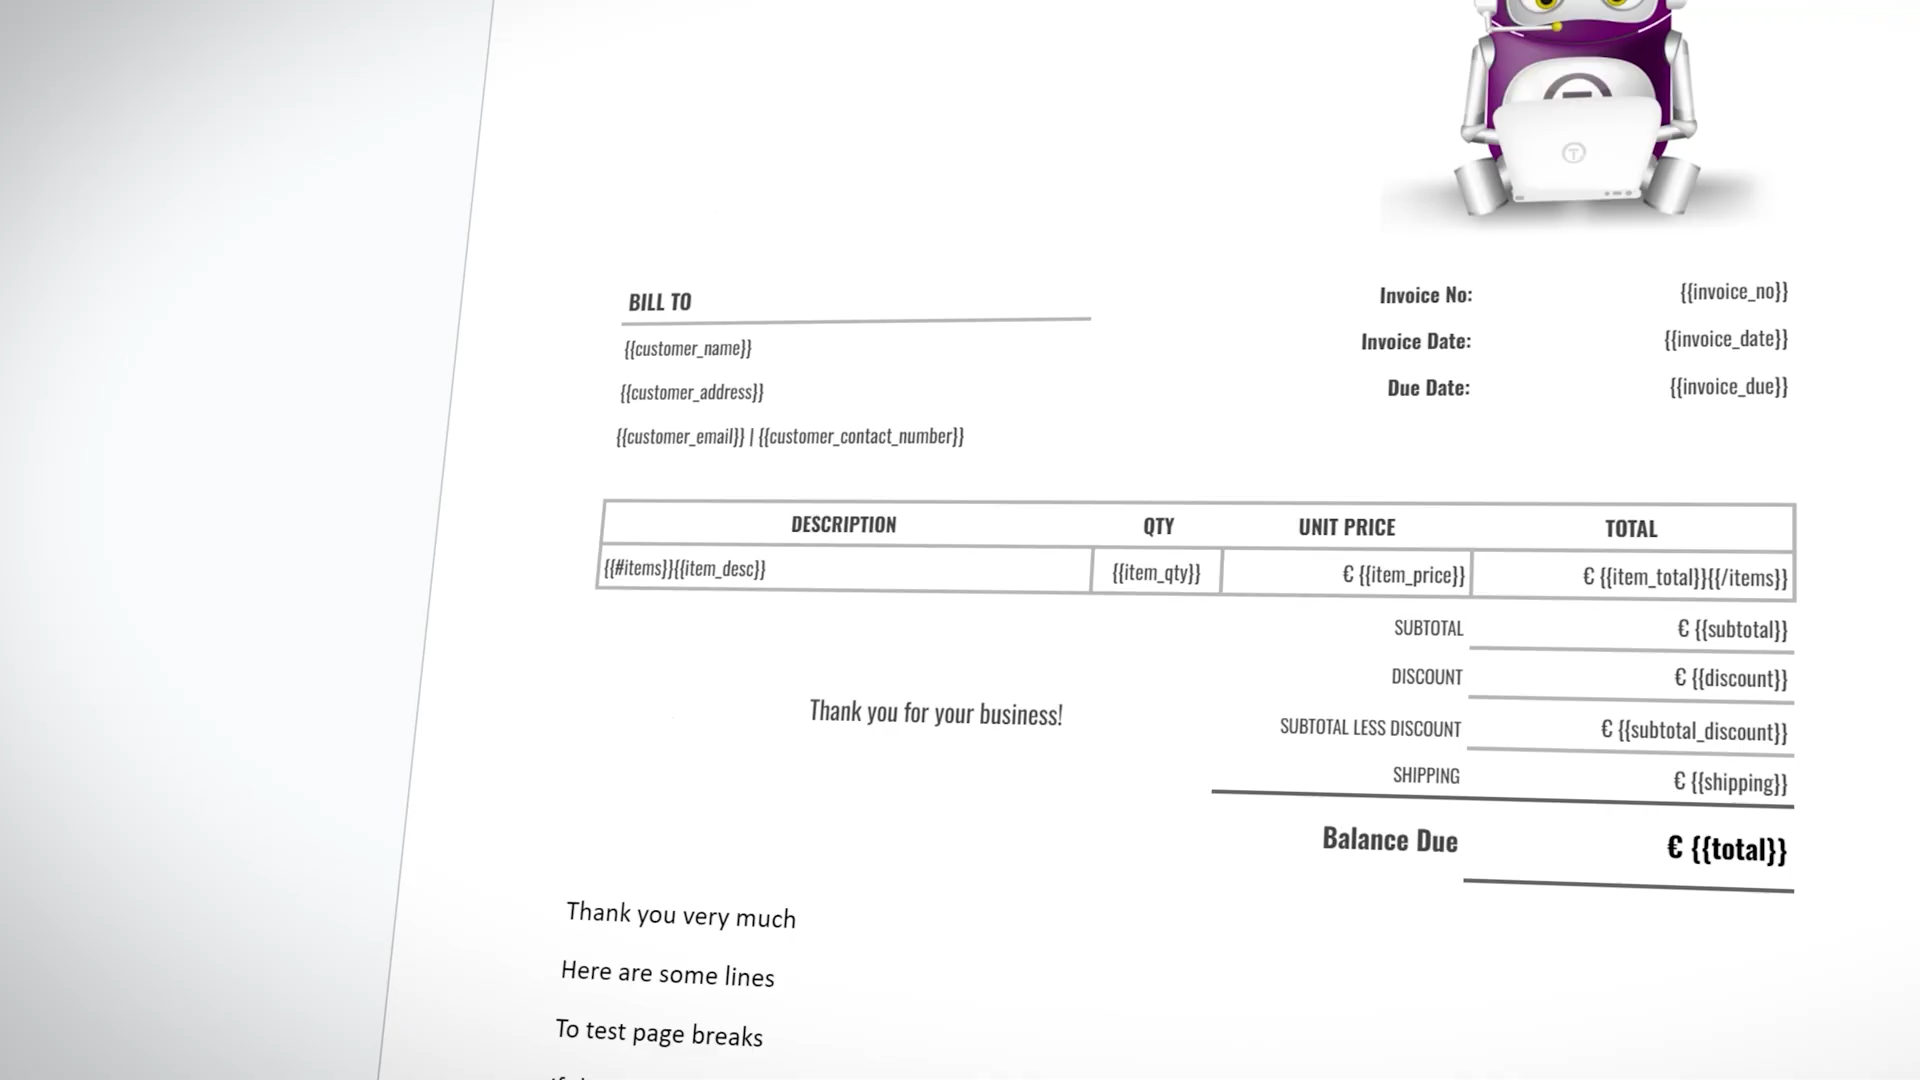 T
BILL TO
{{customer_name}}
{{customer_address}}
{{customer_email}} | {{customer_contact_number}}
Invoice No: {{invoice_no}}
Invoice Date: {{invoice_date}}
Due Date: {{invoice_due}}
DESCRIPTION QTY UNIT PRICE TOTAL
{{#items}}{{item_desc}} {{item_qty}} € {{item_price}} € {{item_total}}{{/items}}
SUBTOTAL € {{subtotal}}
DISCOUNT € {{discount}}
SUBTOTAL LESS DISCOUNT € {{subtotal_discount}}
SHIPPING € {{shipping}}
Thank you for your business!
Balance Due € {{total}}
Thank you very much
Here are some lines
To test page breaks